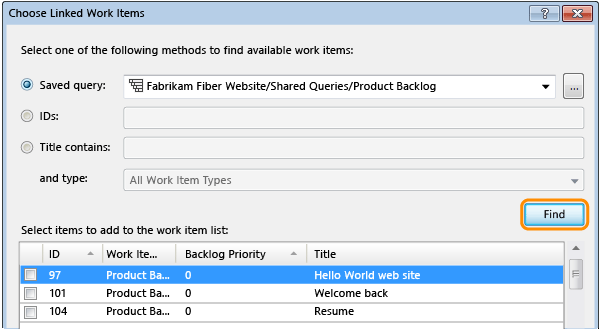 Choose Linked Work Items
?
Select one of the following methods to find available work items:
Saved query: Fabrikam Fiber Website/Shared Queries/Product Backlog ...
IDs:
Title contains:
and type: All Work Item Types
Find
Select items to add to the work item list:
ID Work Ite... Backlog Priority Title
97 Product Ba... 0 Hello World web site
101 Product Ba... 0 Welcome back
104 Product Ba... 0 Resume